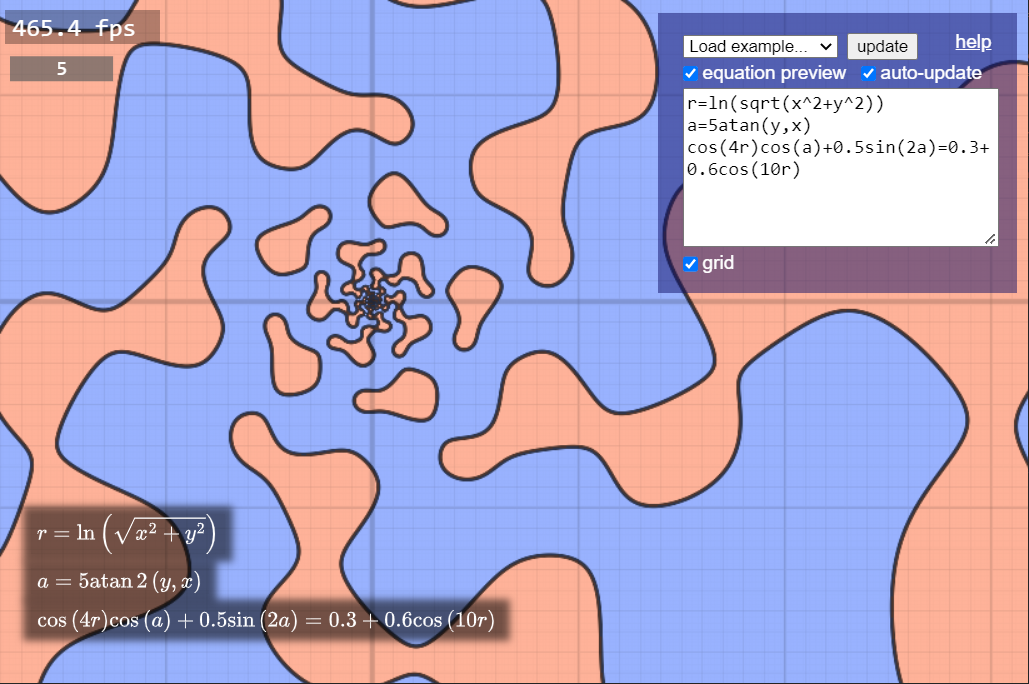 465.4 fps
5
Load example... update help
equation preview auto-update
r=ln(sqrt(x^2+y^2))
a=5atan(y,x)
cos(4r)cos(a)+0.5sin(2a)=0.3+
0.6cos(10r)
grid
r = ln (√x² + y²)
a = 5atan 2 (y, x)
cos (4r)cos (a) + 0.5sin (2a) = 0.3 + 0.6cos (10r)